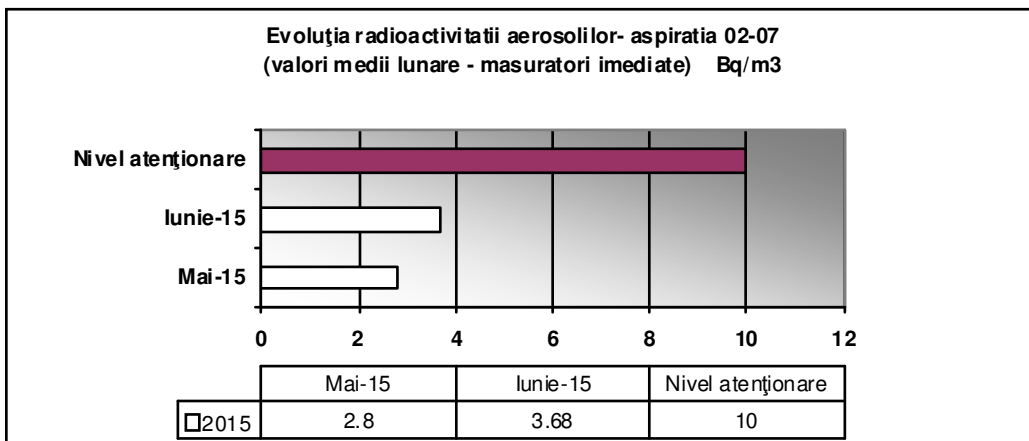 Evoluţia radioactivitatii aerosolilor- aspiratia 02-07
(valori medii lunare - masuratori imediate) Bq/m3
Nivel atenţionare
Iunie-15
Mai-15
0 2 4 6 8 10 12
Mai-15 Iunie-15 Nivel atenţionare
2015 2.8 3.68 10